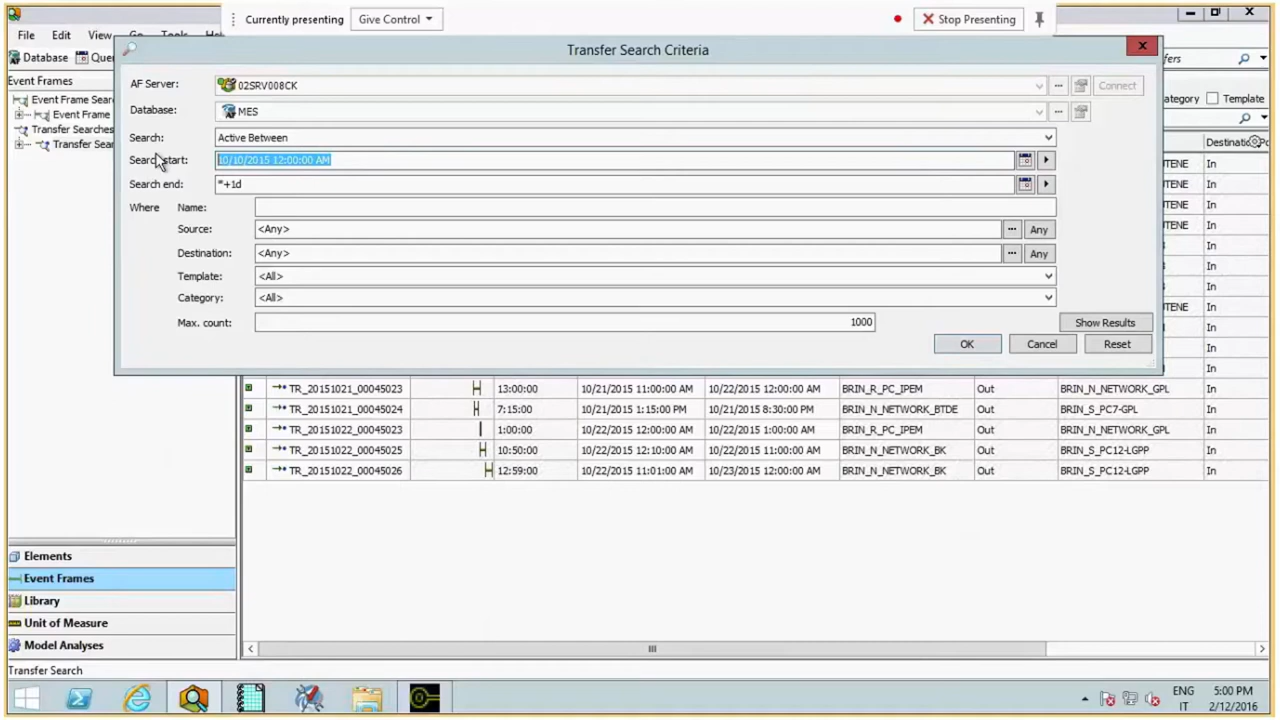 Currently presenting Give Control Stop Presenting
File Edit View Go Tools
Transfer Search Criteria
Database
AF Server: 02SRV008CK Connect
Event Frames
Database: MES
Event Frame Sear
Template
Event Frame
Search: Active Between
Transfer Searches
Destinatio
Transfer Sear
Search start: 10/10/2015 12:00:00 AM
UTENE In
Search end: *+1d
UTENE In
Where Name:
UTENE In
Source: <Any> Any
UTENE In
In
Destination: <Any> Any
In
Template: <All>
In
Category: <All>
UTENE In
Max. count: 1000 Show Results
In
OK Cancel Reset
In
In
TR_20151021_00045023 13:00:00 10/21/2015 11:00:00 AM 10/22/2015 12:00:00 AM BRIN_R_PC_IPEM Out BRIN_N_NETWORK_GPL In
TR_20151021_00045024 7:15:00 10/21/2015 1:15:00 PM 10/21/2015 8:30:00 PM BRIN_N_NETWORK_BTDE Out BRIN_S_PC7-GPL In
TR_20151022_00045023 1:00:00 10/22/2015 12:00:00 AM 10/22/2015 1:00:00 AM BRIN_R_PC_IPEM Out BRIN_N_NETWORK_GPL In
TR_20151022_00045025 10:50:00 10/22/2015 12:10:00 AM 10/22/2015 11:00:00 AM BRIN_N_NETWORK_BK Out BRIN_S_PC12-LGPP In
TR_20151022_00045026 12:59:00 10/22/2015 11:01:00 AM 10/23/2015 12:00:00 AM BRIN_N_NETWORK_BK Out BRIN_S_PC12-LGPP In
Elements
Event Frames
Library
Unit of Measure
Model Analyses
Transfer Search
ENG 5:00 PM
IT 2/12/2016